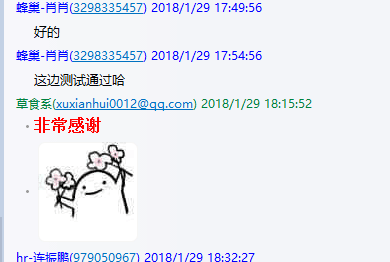 蜂巢-肖肖(3298335457) 2018/1/29 17:49:56
好的
蜂巢-肖肖(3298335457) 2018/1/29 17:54:56
这边测试通过哈
草食系(xuxianhui0012@qq.com) 2018/1/29 18:15:52
非常感谢
hr-连振鹏(979050967) 2018/1/29 18:32:27